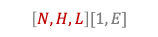 [N, H, L][1, E]